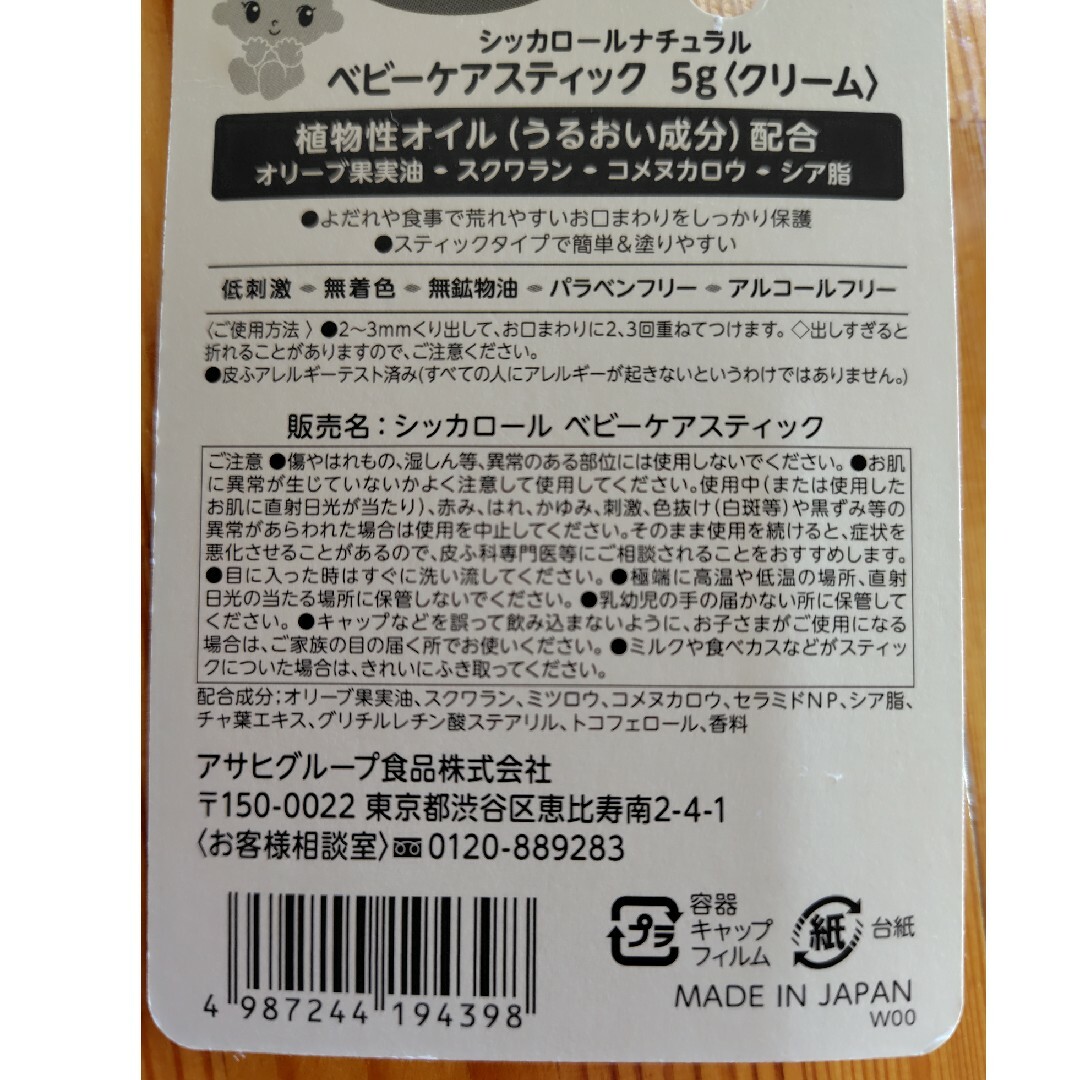 シッカロールナチュラル
ベビーケアスティック 5g〈クリーム〉
植物性オイル(うるおい成分)配合
オリーブ果実油・スクワラン・コメヌカロウ・シア脂
●よだれや食事で荒れやすいお口まわりをしっかり保護
●スティックタイプで簡単&塗りやすい
低刺激・無着色・無鉱物油・パラベンフリー・アルコールフリー
〈ご使用方法〉●2〜3mmくり出して、お口まわりに2、3回重ねてつけます。◇出しすぎると
折れることがありますので、ご注意ください。
●皮ふアレルギーテスト済み(すべての人にアレルギーが起きないというわけではありません。)
販売名:シッカロール ベビーケアスティック
ご注意 ●傷やはれもの、湿しん等、異常のある部位には使用しないでください。●お肌
に異常が生じていないかよく注意して使用してください。使用中(または使用した
お肌に直射日光が当たり)、赤み、はれ、かゆみ、刺激、色抜け(白斑等)や黒ずみ等の
異常があらわれた場合は使用を中止してください。そのまま使用を続けると、症状を
悪化させることがあるので、皮ふ科専門医等にご相談されることをおすすめします。
●目に入った時はすぐに洗い流してください。●極端に高温や低温の場所、直射
日光の当たる場所に保管しないでください。●乳幼児の手の届かない所に保管して
ください。●キャップなどを誤って飲み込まないように、お子さまがご使用になる
場合は、ご家族の目の届く所でお使いください。●ミルクや食べカスなどがスティッ
クについた場合は、きれいにふき取ってください。
配合成分;オリーブ果実油、スクワラン、ミツロウ、コメヌカロウ、セラミドNP、シア脂、
チャ葉エキス、グリチルレチン酸ステアリル、トコフェロール、香料
アサヒグループ食品株式会社
〒150-0022 東京都渋谷区恵比寿南2-4-1
〈お客様相談室〉0120-889283
プラ
容器
キャップ
フィルム
紙
台紙
4 987244 194398
MADE IN JAPAN
W00